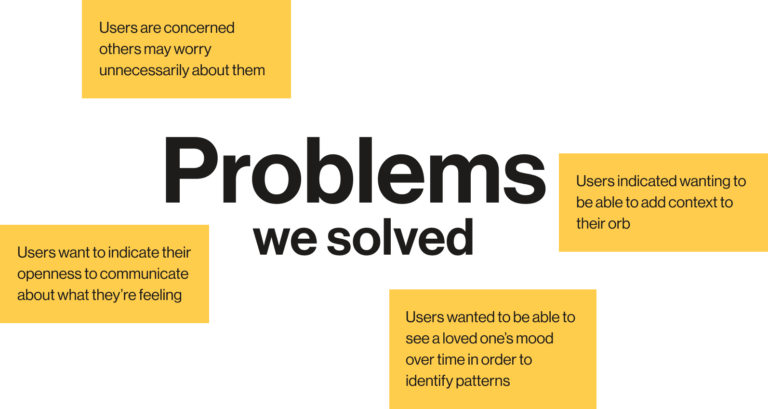 Users are concerned
others may worry
unnecessarily about them
Problems
we solved
Users indicated wanting to
be able to add context to
their orb
Users want to indicate their
openness to communicate
about what they’re feeling
Users wanted to be able to
see a loved one’s mood
over time in order to
identify patterns